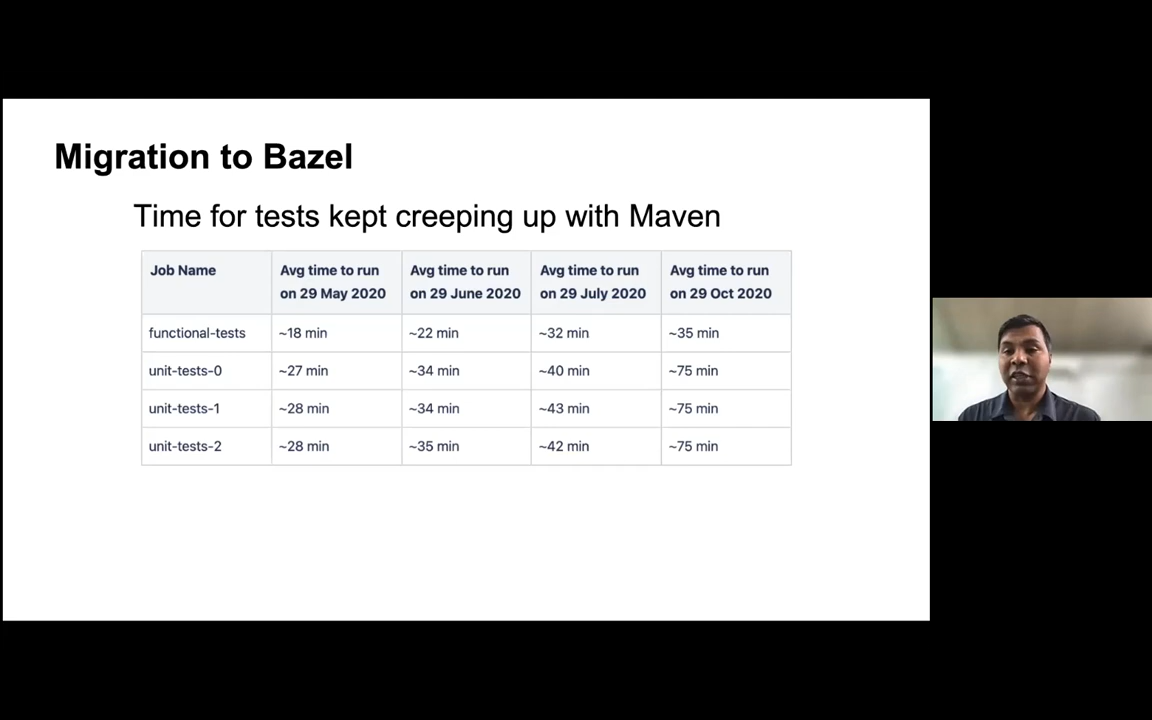 Migration to Bazel
Time for tests kept creeping up with Maven
Job Name Avg time to run on 29 May 2020 Avg time to run on 29 June 2020 Avg time to run on 29 July 2020 Avg time to run on 29 Oct 2020
functional-tests ~18 min ~22 min ~32 min ~35 min
unit-tests-0 ~27 min ~34 min ~40 min ~75 min
unit-tests-1 ~28 min ~34 min ~43 min ~75 min
unit-tests-2 ~28 min ~35 min ~42 min ~75 min